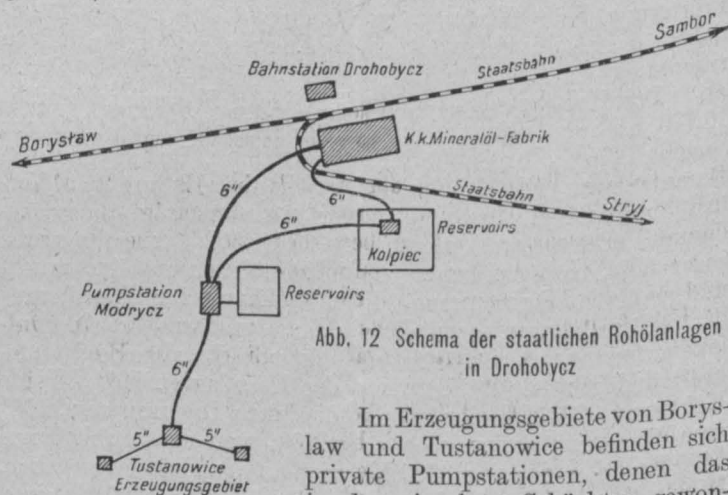 Sambor
Staatsbahn
Bahnstation Drohobycz
Borysław
K.k.Mineralöl-Fabrik
6"
6"
Staatsbahn
Stryj
6"
Reservoirs
Kolpiec
Pumpstation
Modrycz
Reservoirs
Abb. 12 Schema der staatlichen Rohölanlagen
in Drohobycz
6"
5"
5"
Tustanowice
Erzeugungsgebiet
Im Erzeugungsgebiete von Borys-
law und Tustanowice befinden sich
private Pumpstationen, denen das